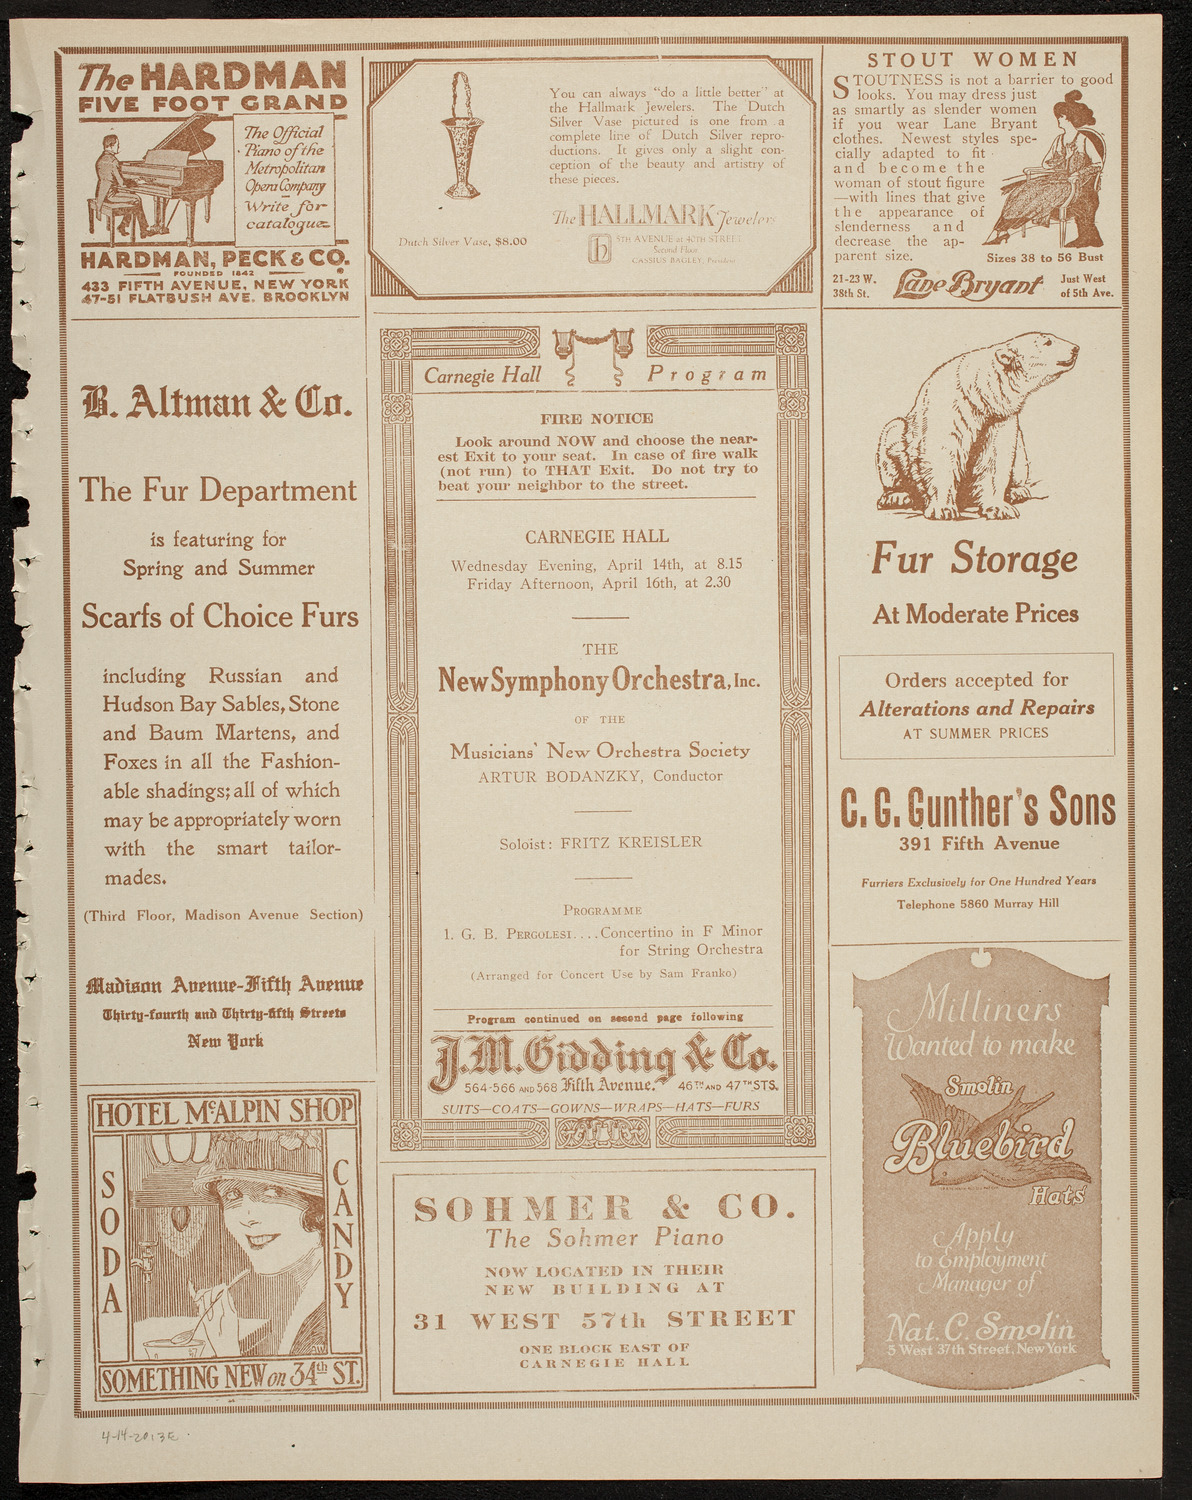 The HARDMAN
FIVE FOOT GRAND
The Official
Piano of the
Metropolitan
Opera Company
Write for
catalogue
HARDMAN, PECK & CO.
FOUNDED 1842
433 FIFTH AVENUE, NEW YORK
47-51 FLATBUSH AVE. BROOKLYN
B. Altman & Co.
The Fur Department
is featuring for
Spring and Summer
Scarfs of Choice Furs
including Russian and
Hudson Bay Sables, Stone
and Baum Martens, and
Foxes in all the Fashion-
able shadings; all of which
may be appropriately worn
with the smart tailor-
mades.
(Third Floor, Madison Avenue Section)
Madison Avenue-Fifth Avenue
Thirty-fourth and Thirty-fifth Streets
New York
HOTEL McALPIN SHOP
SODA
CANDY
SOMETHING NEW on 34th ST.
You can always "do a little better" at
the Hallmark Jewelers. The Dutch
Silver Vase pictured is one from a
complete line of Dutch Silver repro-
ductions. It gives only a slight con-
ception of the beauty and artistry of
these pieces.
The HALLMARK Jewelers
5TH AVENUE at 40TH STREET
Second Floor
CASSIUS BAGLEY, President
Dutch Silver Vase, $8.00
Carnegie Hall Program
FIRE NOTICE
Look around NOW and choose the near-
est Exit to your seat. In case of fire walk
(not run) to THAT Exit. Do not try to
beat your neighbor to the street.
CARNEGIE HALL
Wednesday Evening, April 14th, at 8.15
Friday Afternoon, April 16th, at 2.30
THE
New Symphony Orchestra, Inc.
OF THE
Musicians' New Orchestra Society
ARTUR BODANZKY, Conductor
Soloist: FRITZ KREISLER
PROGRAMME
1. G. B. PERGOLESI....Concertino in F Minor
for String Orchestra
(Arranged for Concert Use by Sam Franko)
Program continued on second page following
J.M. Gidding & Co.
564-566 AND 568 Fifth Avenue. 46TH AND 47TH STS.
SUITS—COATS—GOWNS—WRAPS—HATS—FURS
SOHMER & CO.
The Sohmer Piano
NOW LOCATED IN THEIR
NEW BUILDING AT
31 WEST 57th STREET
ONE BLOCK EAST OF
CARNEGIE HALL
STOUT WOMEN
STOUTNESS is not a barrier to good
looks. You may dress just
as smartly as slender women
if you wear Lane Bryant
clothes. Newest styles spe-
cially adapted to fit
and become the
woman of stout figure
—with lines that give
the appearance of
slenderness and
decrease the ap-
parent size.
Sizes 38 to 56 Bust
21-23 W.
38th St.
Lane Bryant
Just West
of 5th Ave.
Fur Storage
At Moderate Prices
Orders accepted for
Alterations and Repairs
AT SUMMER PRICES
C. G. Gunther's Sons
391 Fifth Avenue
Furriers Exclusively for One Hundred Years
Telephone 5860 Murray Hill
Milliners
Wanted to make
Smolin
Bluebird
Hats
Apply
to Employment
Manager of
Nat. C. Smolin
5 West 37th Street, New York
4-14-2013E